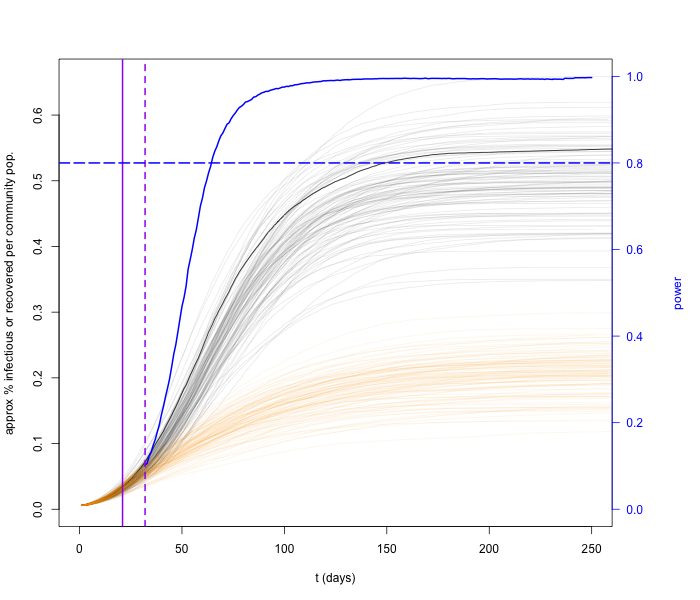 approx % infectious or recovered per community pop.
0.0 0.1 0.2 0.3 0.4 0.5 0.6
0 50 100 150 200 250
t (days)
0.0 0.2 0.4 0.6 0.8 1.0
power